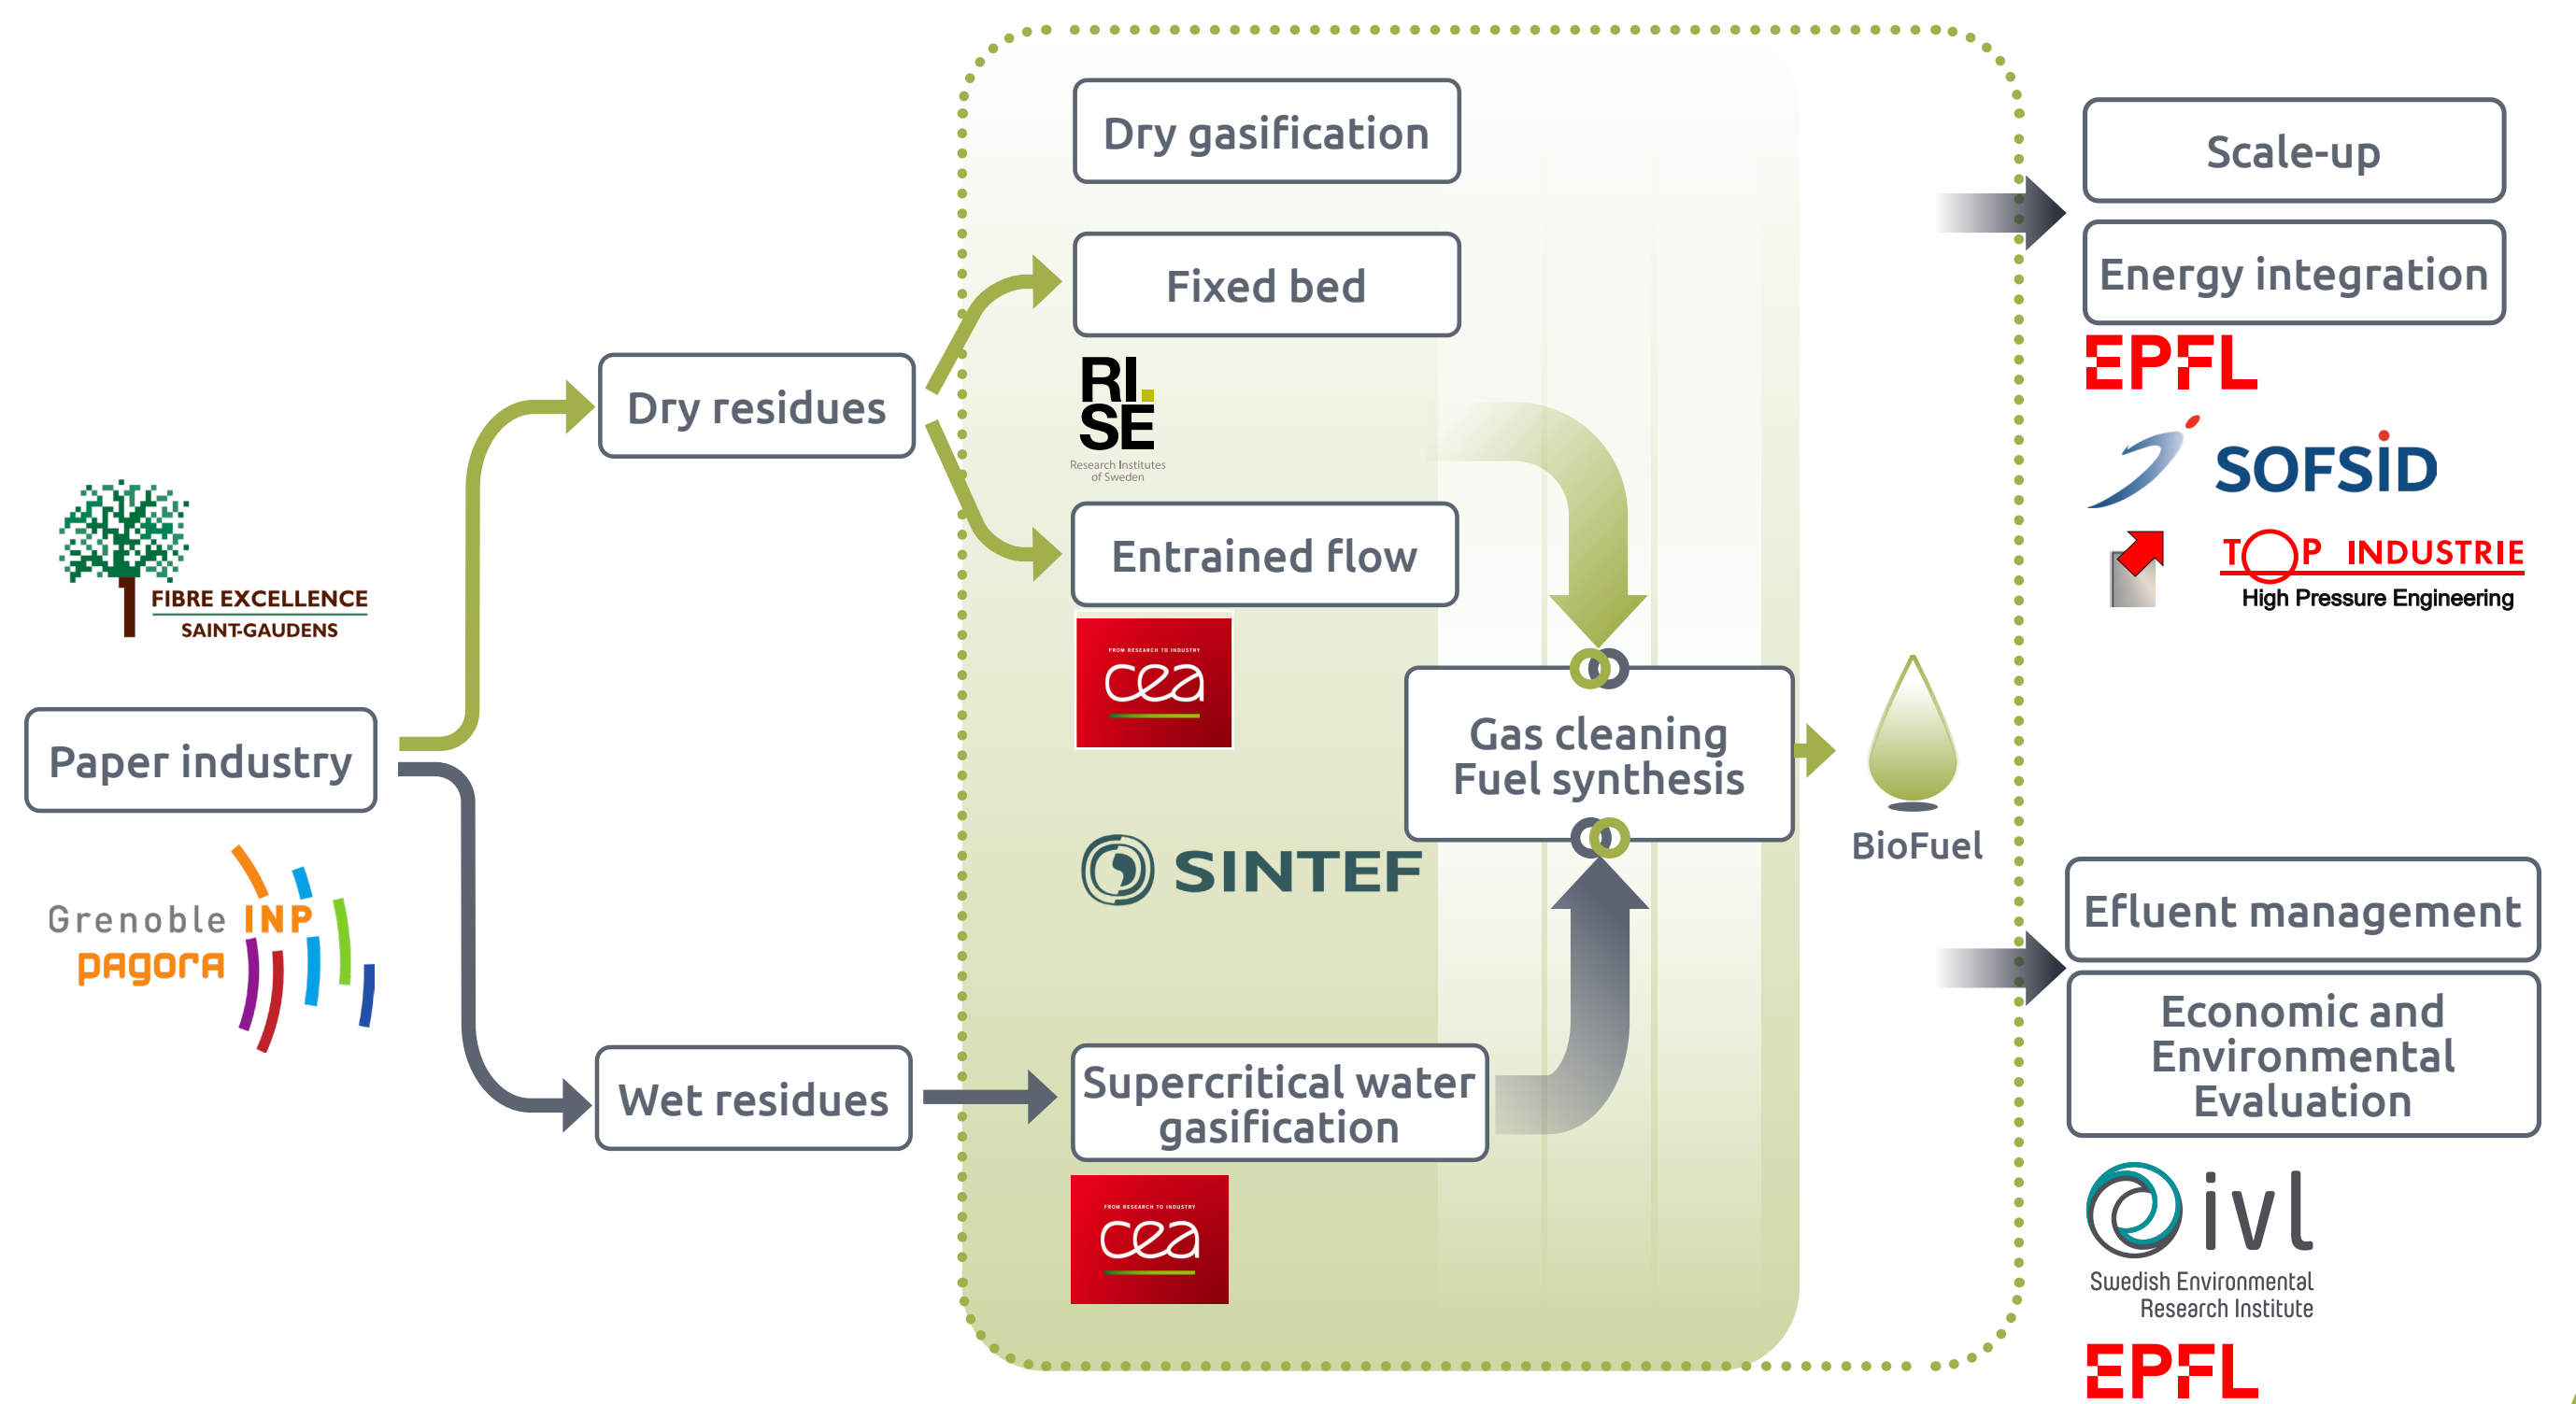 FIBRE EXCELLENCE
SAINT-GAUDENS
Paper industry
Grenoble INP
pagora
Dry residues
Wet residues
Dry gasification
Fixed bed
RI.
SE
Research Institutes
of Sweden
Entrained flow
FROM RESEARCH TO INDUSTRY
cea
SINTEF
Supercritical water
gasification
FROM RESEARCH TO INDUSTRY
cea
Gas cleaning
Fuel synthesis
BioFuel
Scale-up
Energy integration
EPFL
SOFSID
TOP INDUSTRIE
High Pressure Engineering
Efluent management
Economic and
Environmental
Evaluation
ivl
Swedish Environmental
Research Institute
EPFL